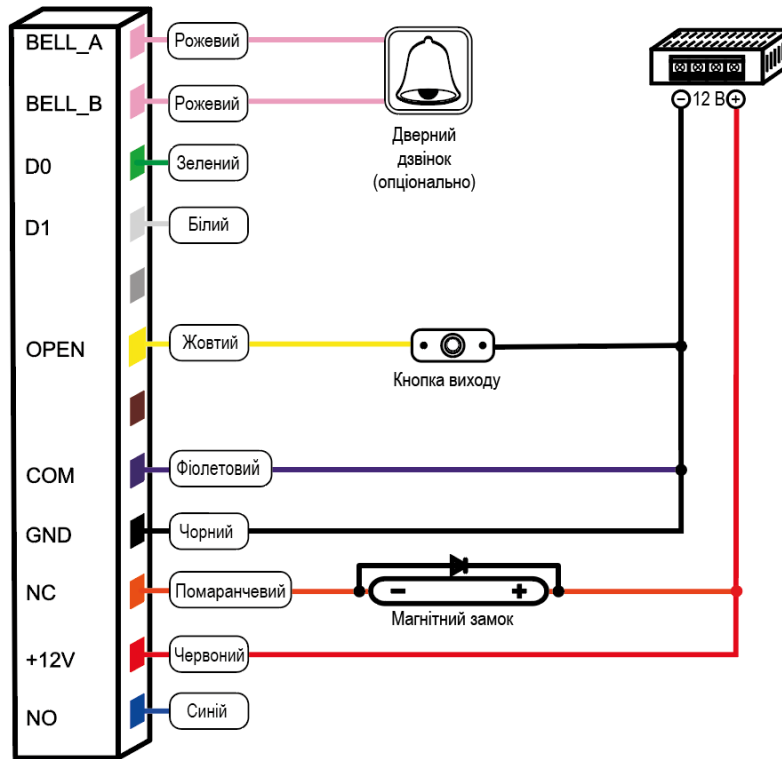 BELL_A
Рожевий
BELL_B
Рожевий
Дверний
дзвінок
(опціонально)
− 12 В +
D0
Зелений
D1
Білий
OPEN
Жовтий
Кнопка виходу
COM
Фіолетовий
GND
Чорний
NC
Помаранчевий
− +
Магнітний замок
+12V
Червоний
NO
Синій